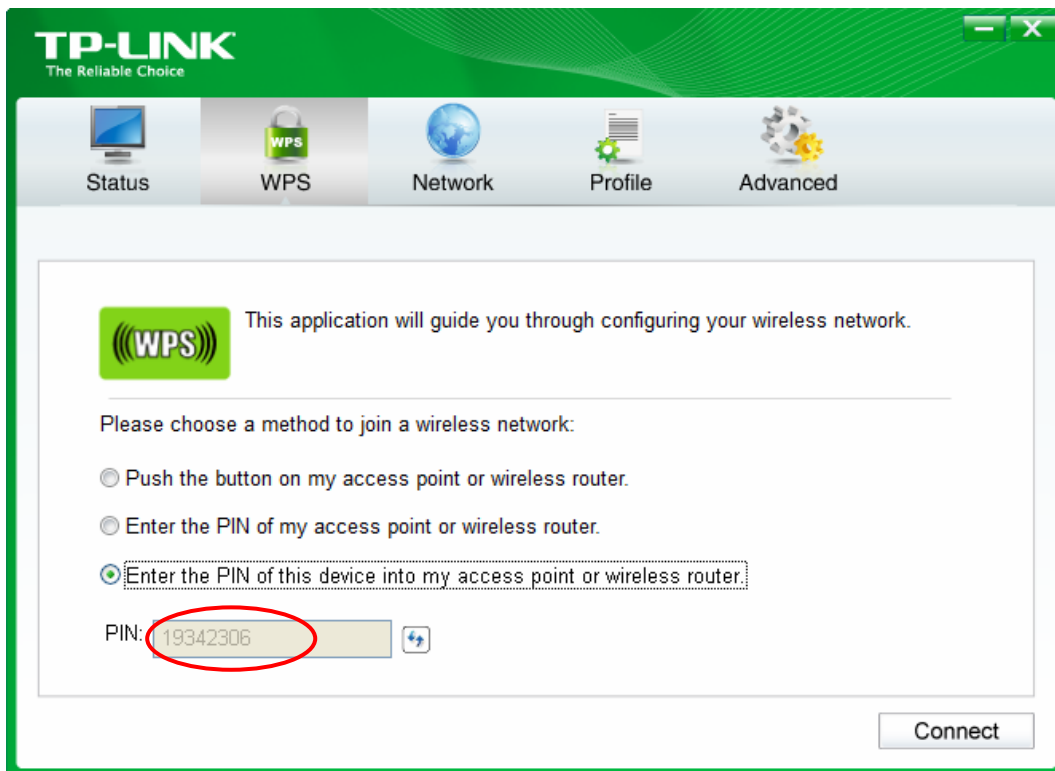 TP-LINK
The Reliable Choice
Status WPS Network Profile Advanced
WPS
(((WPS)))
This application will guide you through configuring your wireless network.
Please choose a method to join a wireless network:
Push the button on my access point or wireless router.
Enter the PIN of my access point or wireless router.
Enter the PIN of this device into my access point or wireless router.
PIN: 19342306
Connect